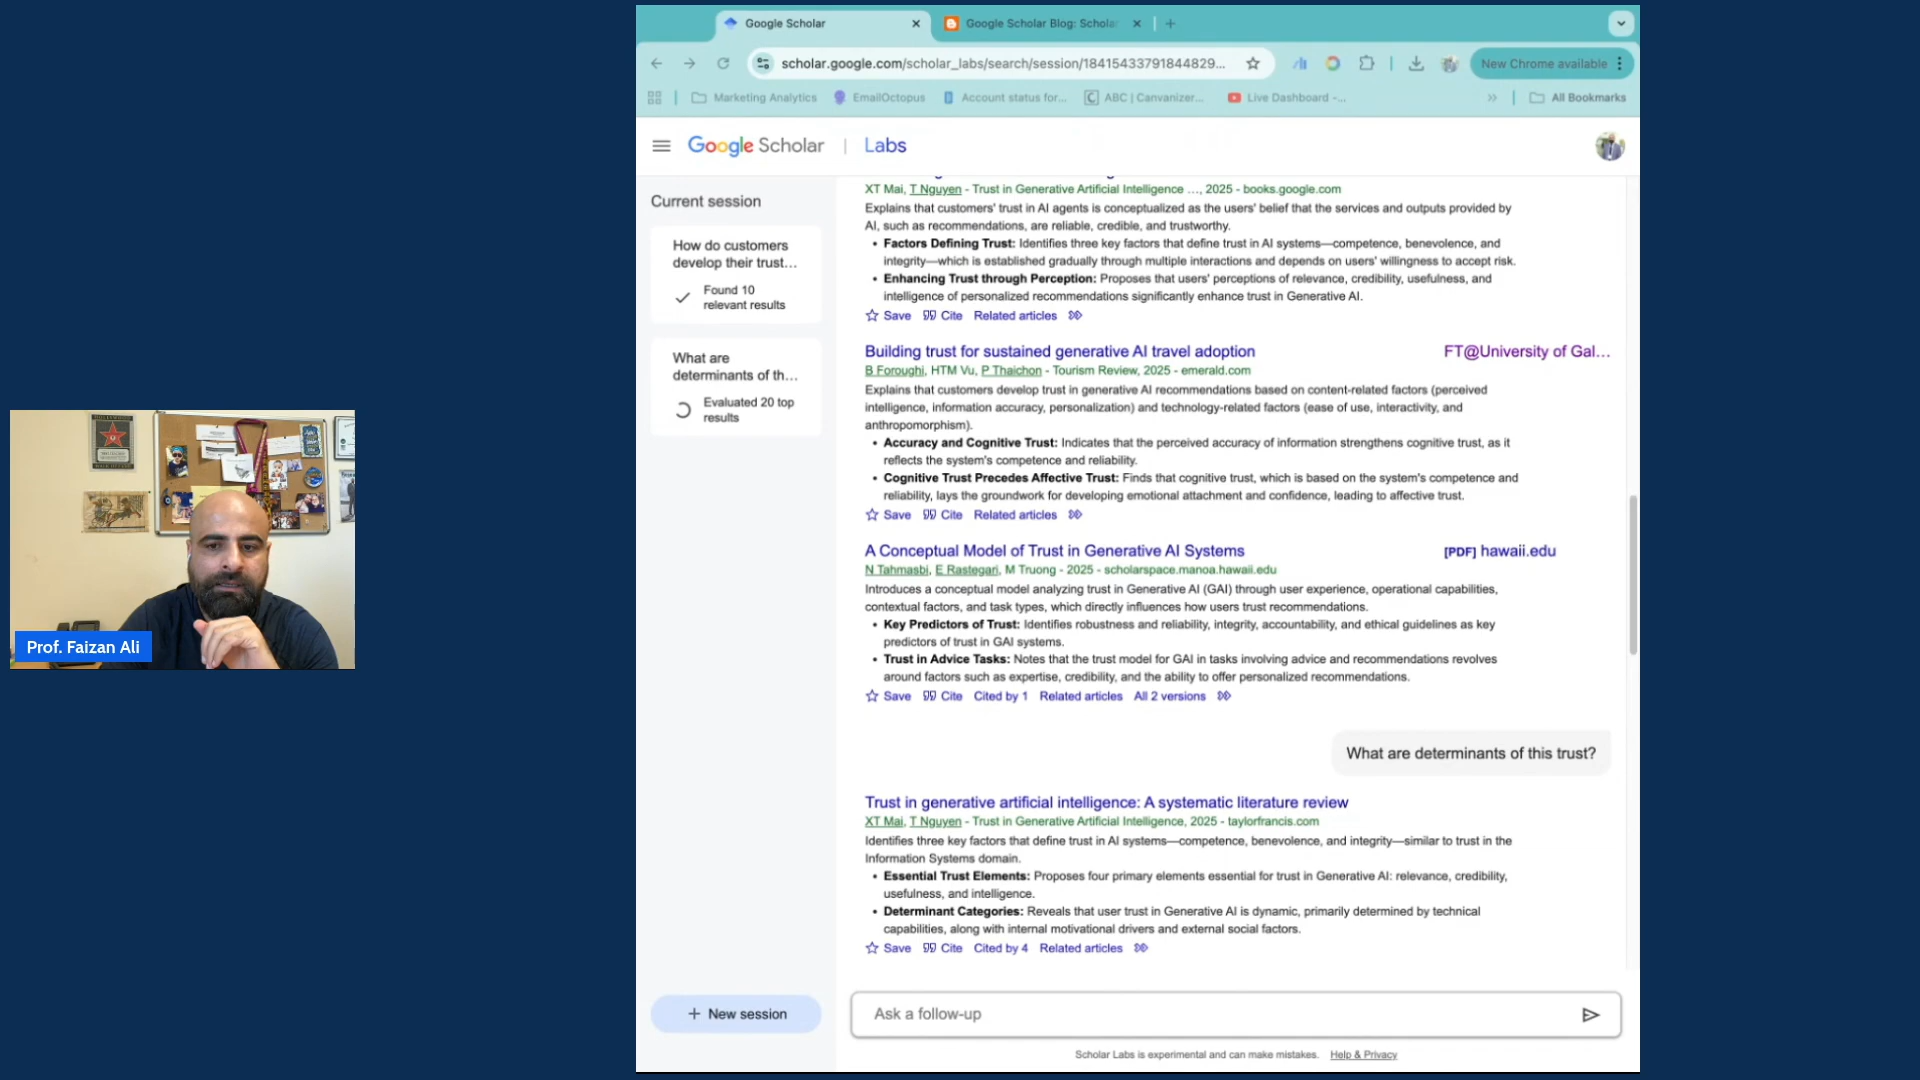 Google Scholar
Google Scholar Blog: Schola
scholar.google.com/scholar_labs/search/session/18415433791844829...
New Chrome available
Marketing Analytics
EmailOctopus
Account status for...
ABC | Canvanizer...
Live Dashboard -...
All Bookmarks
Google Scholar | Labs
Current session
How do customers
develop their trust...
Found 10
relevant results
What are
determinants of th...
Evaluated 20 top
results
New session
XT Mai, T Nguyen - Trust in Generative Artificial Intelligence ..., 2025 - books.google.com
Explains that customers' trust in AI agents is conceptualized as the users' belief that the services and outputs provided by
AI, such as recommendations, are reliable, credible, and trustworthy.
• Factors Defining Trust: Identifies three key factors that define trust in AI systems—competence, benevolence, and
integrity—which is established gradually through multiple interactions and depends on users' willingness to accept risk.
• Enhancing Trust through Perception: Proposes that users' perceptions of relevance, credibility, usefulness, and
intelligence of personalized recommendations significantly enhance trust in Generative AI.
Save Cite Related articles
Building trust for sustained generative AI travel adoption
FT@University of Gal...
B Foroughi, HTM Vu, P Thaichon - Tourism Review, 2025 - emerald.com
Explains that customers develop trust in generative AI recommendations based on content-related factors (perceived
intelligence, information accuracy, personalization) and technology-related factors (ease of use, interactivity, and
anthropomorphism).
• Accuracy and Cognitive Trust: Indicates that the perceived accuracy of information strengthens cognitive trust, as it
reflects the system's competence and reliability.
• Cognitive Trust Precedes Affective Trust: Finds that cognitive trust, which is based on the system's competence and
reliability, lays the groundwork for developing emotional attachment and confidence, leading to affective trust.
Save Cite Related articles
A Conceptual Model of Trust in Generative AI Systems
[PDF] hawaii.edu
N Tahmasbi, E Rastegari, M Truong - 2025 - scholarspace.manoa.hawaii.edu
Introduces a conceptual model analyzing trust in Generative AI (GAI) through user experience, operational capabilities,
contextual factors, and task types, which directly influences how users trust recommendations.
• Key Predictors of Trust: Identifies robustness and reliability, integrity, accountability, and ethical guidelines as key
predictors of trust in GAI systems.
• Trust in Advice Tasks: Notes that the trust model for GAI in tasks involving advice and recommendations revolves
around factors such as expertise, credibility, and the ability to offer personalized recommendations.
Save Cite Cited by 1 Related articles All 2 versions
What are determinants of this trust?
Trust in generative artificial intelligence: A systematic literature review
XT Mai, T Nguyen - Trust in Generative Artificial Intelligence, 2025 - taylorfrancis.com
Identifies three key factors that define trust in AI systems—competence, benevolence, and integrity—similar to trust in the
Information Systems domain.
• Essential Trust Elements: Proposes four primary elements essential for trust in Generative AI: relevance, credibility,
usefulness, and intelligence.
• Determinant Categories: Reveals that user trust in Generative AI is dynamic, primarily determined by technical
capabilities, along with internal motivational drivers and external social factors.
Save Cite Cited by 4 Related articles
Ask a follow-up
Scholar Labs is experimental and can make mistakes. Help & Privacy
Prof. Faizan Ali